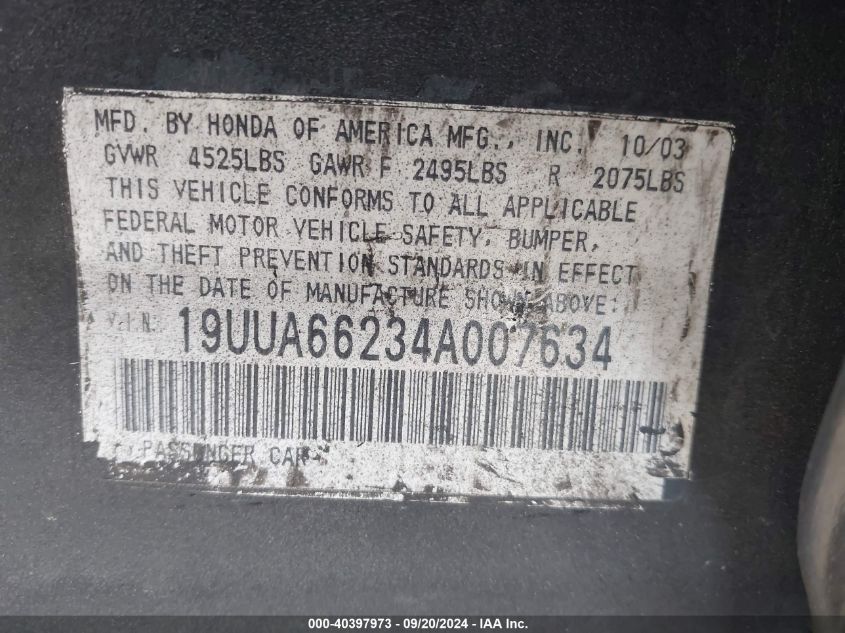 MFD. BY HONDA OF AMERICA MFG., INC. 10/03
GVWR 4525LBS GAWR F 2495LBS R 2075LBS
THIS VEHICLE CONFORMS TO ALL APPLICABLE
FEDERAL MOTOR VEHICLE SAFETY, BUMPER,
AND THEFT PREVENTION STANDARDS IN EFFECT
ON THE DATE OF MANUFACTURE SHOWN ABOVE:
V.I.N. 19UUA66234A007634
PASSENGER CAR
000-40397973 - 09/20/2024 - IAA Inc.